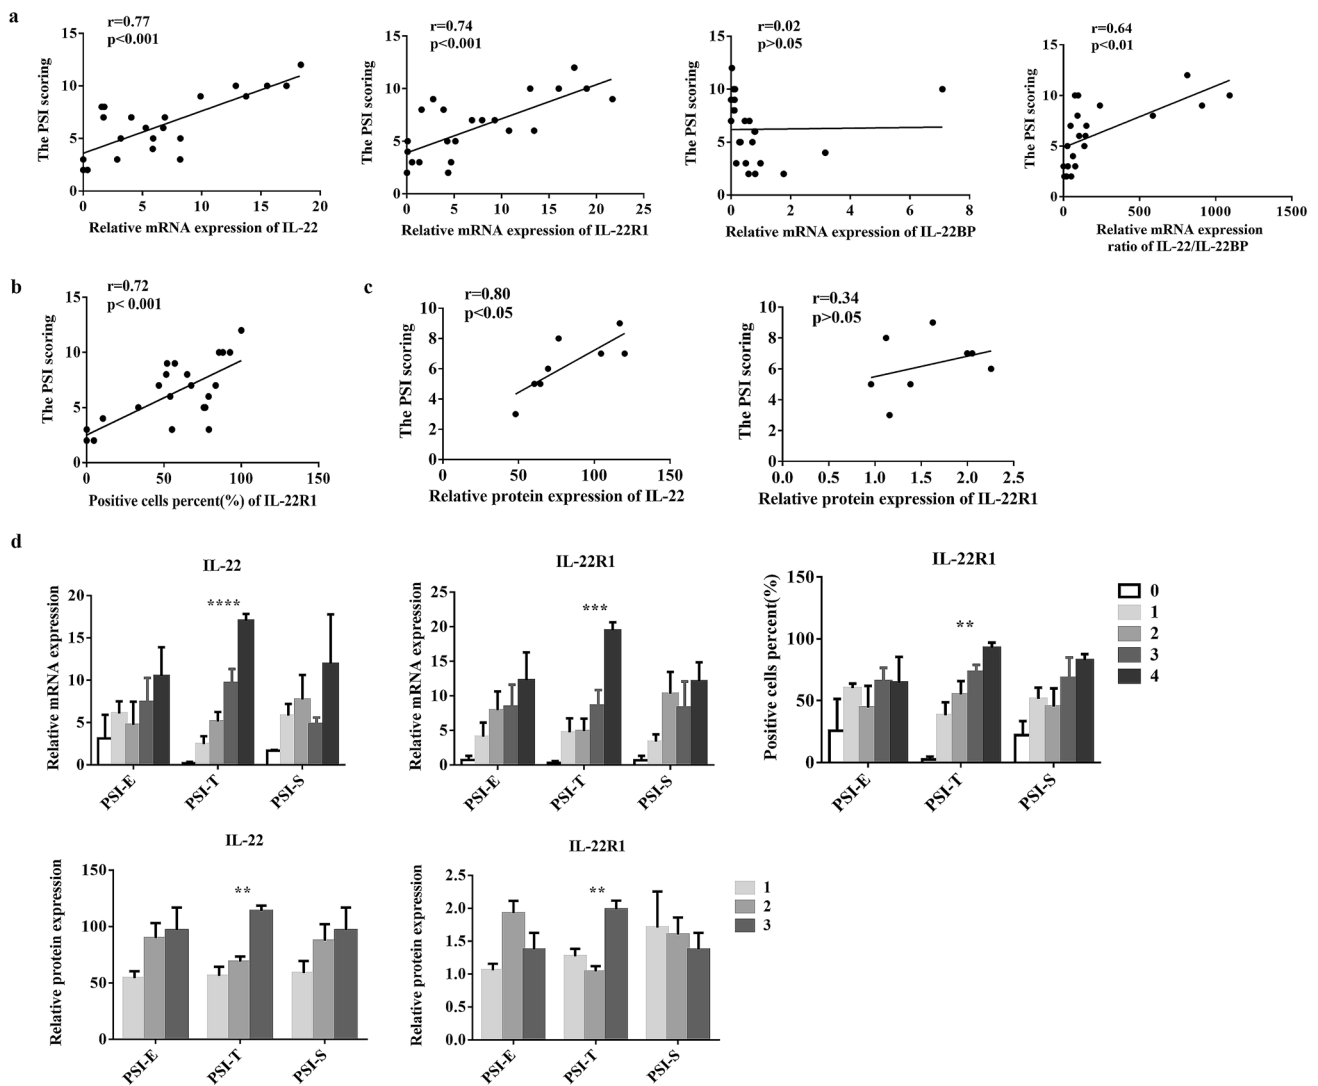 a
r=0.77
p<0.001
The PSI scoring
15
10
5
0
0 5 10 15 20
Relative mRNA expression of IL-22
r=0.74
p<0.001
The PSI scoring
15
10
5
0
0 5 10 15 20 25
Relative mRNA expression of IL-22R1
r=0.02
p>0.05
The PSI scoring
15
10
5
0
0 2 4 6 8
Relative mRNA expression of IL-22BP
r=0.64
p<0.01
The PSI scoring
15
10
5
0
0 500 1000 1500
Relative mRNA expression
ratio of IL-22/IL-22BP
b
r=0.72
p< 0.001
The PSI scoring
15
10
5
0
0 50 100 150
Positive cells percent(%) of IL-22R1
c
r=0.80
p<0.05
The PSI scoring
10
8
6
4
2
0
0 50 100 150
Relative protein expression of IL-22
r=0.34
p>0.05
The PSI scoring
10
8
6
4
2
0
0.0 0.5 1.0 1.5 2.0 2.5
Relative protein expression of IL-22R1
d
IL-22
Relative mRNA expression
20
15
10
5
0
****
PSI-E PSI-T PSI-S
IL-22R1
Relative mRNA expression
25
20
15
10
5
0
***
PSI-E PSI-T PSI-S
IL-22R1
Positive cells percent(%)
150
100
50
0
**
PSI-E PSI-T PSI-S
0
1
2
3
4
IL-22
Relative protein expression
150
100
50
0
**
PSI-E PSI-T PSI-S
IL-22R1
Relative protein expression
2.5
2.0
1.5
1.0
0.5
0.0
**
PSI-E PSI-T PSI-S
1
2
3